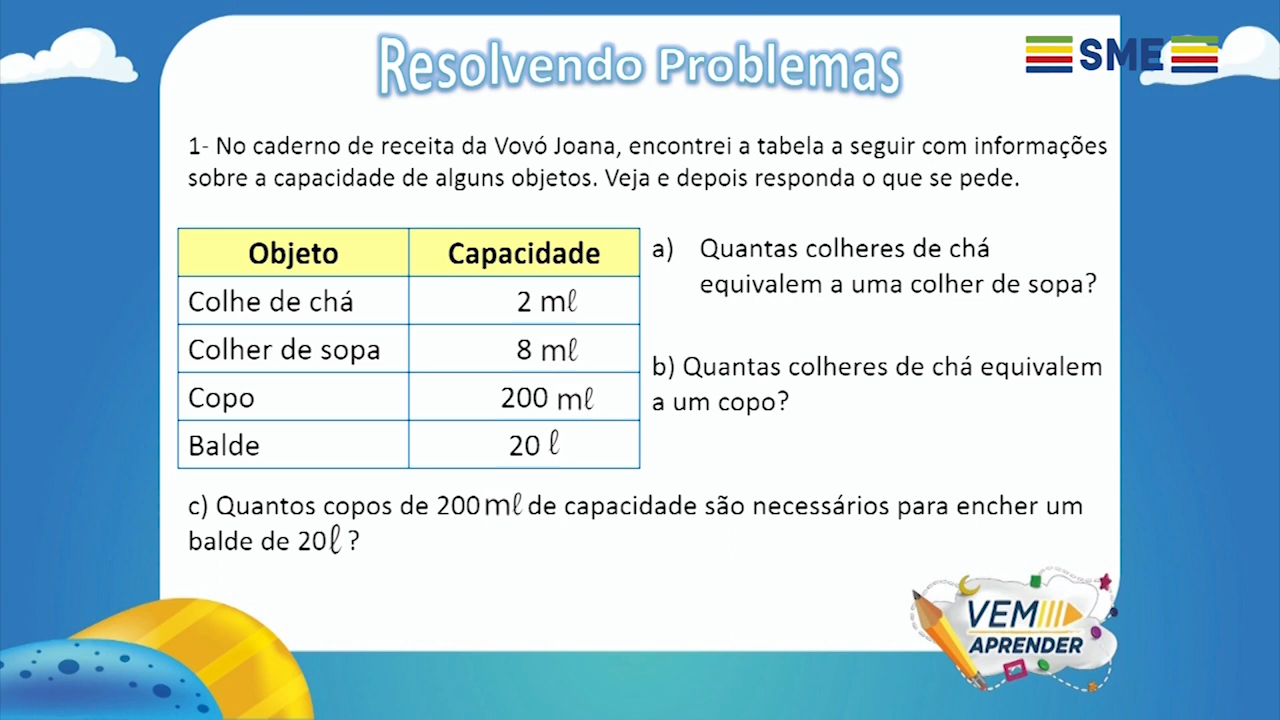 Resolvendo Problemas
SME
1- No caderno de receita da Vovó Joana, encontrei a tabela a seguir com informações
sobre a capacidade de alguns objetos. Veja e depois responda o que se pede.
Objeto Capacidade
Colhe de chá 2 mℓ
Colher de sopa 8 mℓ
Copo 200 mℓ
Balde 20 ℓ
a) Quantas colheres de chá
equivalem a uma colher de sopa?
b) Quantas colheres de chá equivalem
a um copo?
c) Quantos copos de 200 mℓ de capacidade são necessários para encher um
balde de 20 ℓ ?
VEM
APRENDER